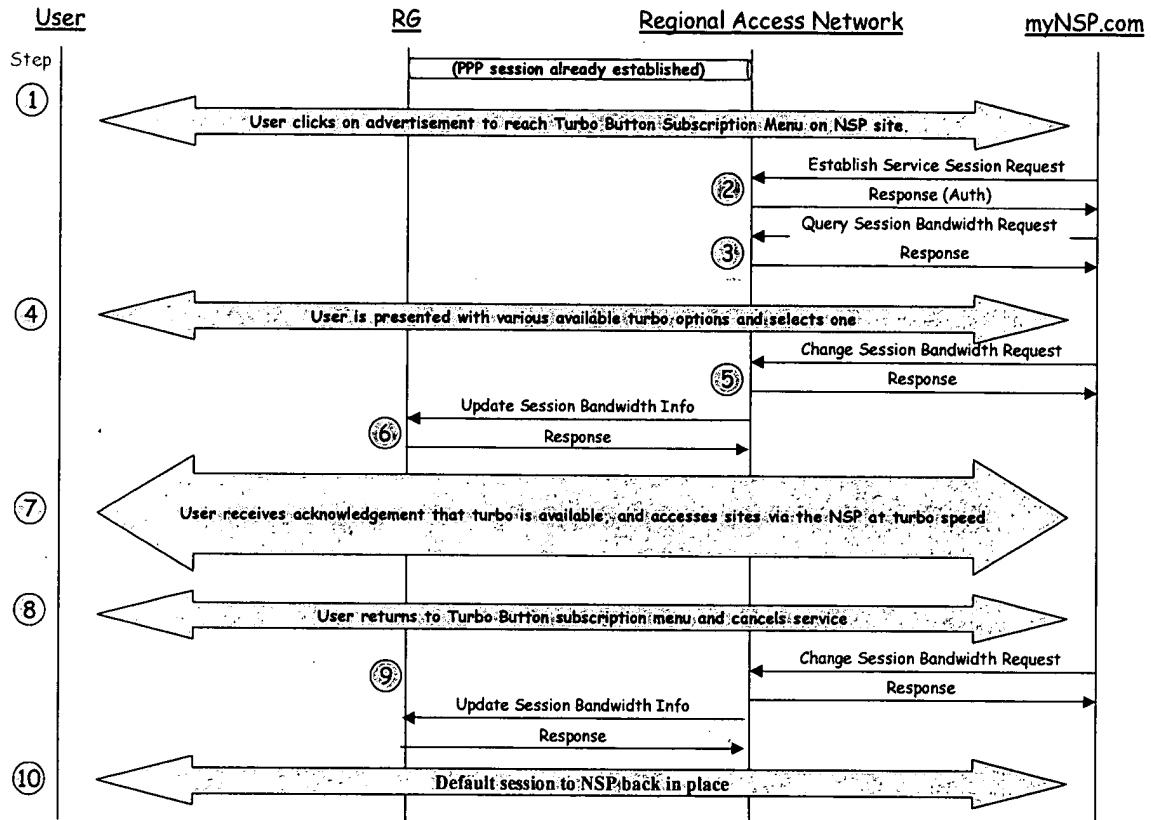 User RG Regional Access Network myNSP.com
Step
(PPP session already established)
1
User clicks on advertisement to reach Turbo Button Subscription Menu on NSP site.
Establish Service Session Request
2
Response (Auth)
Query Session Bandwidth Request
3
Response
4
User is presented with various available turbo options and selects one
Change Session Bandwidth Request
5
Response
Update Session Bandwidth Info
6
Response
7
User receives acknowledgement that turbo is available, and accesses sites via the NSP at turbo speed
8
User returns to Turbo Button subscription menu and cancels service
Change Session Bandwidth Request
9
Response
Update Session Bandwidth Info
Response
10
Default session to NSP back in place